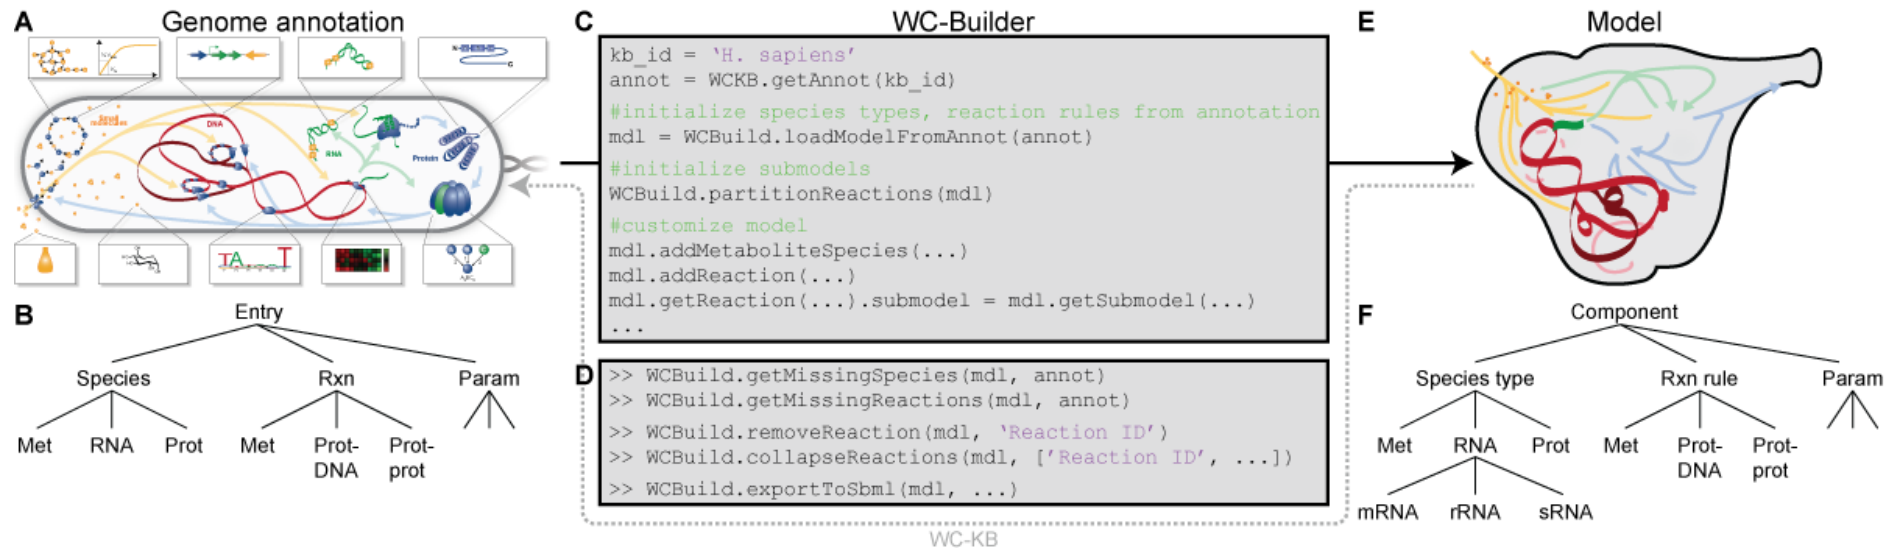 A
Genome annotation
N
C
Small
molecules
DNA
RNA
Protein
TA T
B
Entry
Species Rxn Param
Met RNA Prot Met Prot-
DNA Prot-
prot
C
WC-Builder
kb_id = ‘H. sapiens’
annot = WCKB.getAnnot(kb_id)
#initialize species types, reaction rules from annotation
mdl = WCBuild.loadModelFromAnnot(annot)
#initialize submodels
WCBuild.partitionReactions(mdl)
#customize model
mdl.addMetaboliteSpecies(...)
mdl.addReaction(...)
mdl.getReaction(...).submodel = mdl.getSubmodel(...)
...
D
>> WCBuild.getMissingSpecies(mdl, annot)
>> WCBuild.getMissingReactions(mdl, annot)
>> WCBuild.removeReaction(mdl, ‘Reaction ID’)
>> WCBuild.collapseReactions(mdl, [’Reaction ID’, ...])
>> WCBuild.exportToSbml(mdl, ...)
WC-KB
E
Model
F
Component
Species type Rxn rule Param
Met RNA Prot Met Prot-
DNA Prot-
prot
mRNA rRNA sRNA